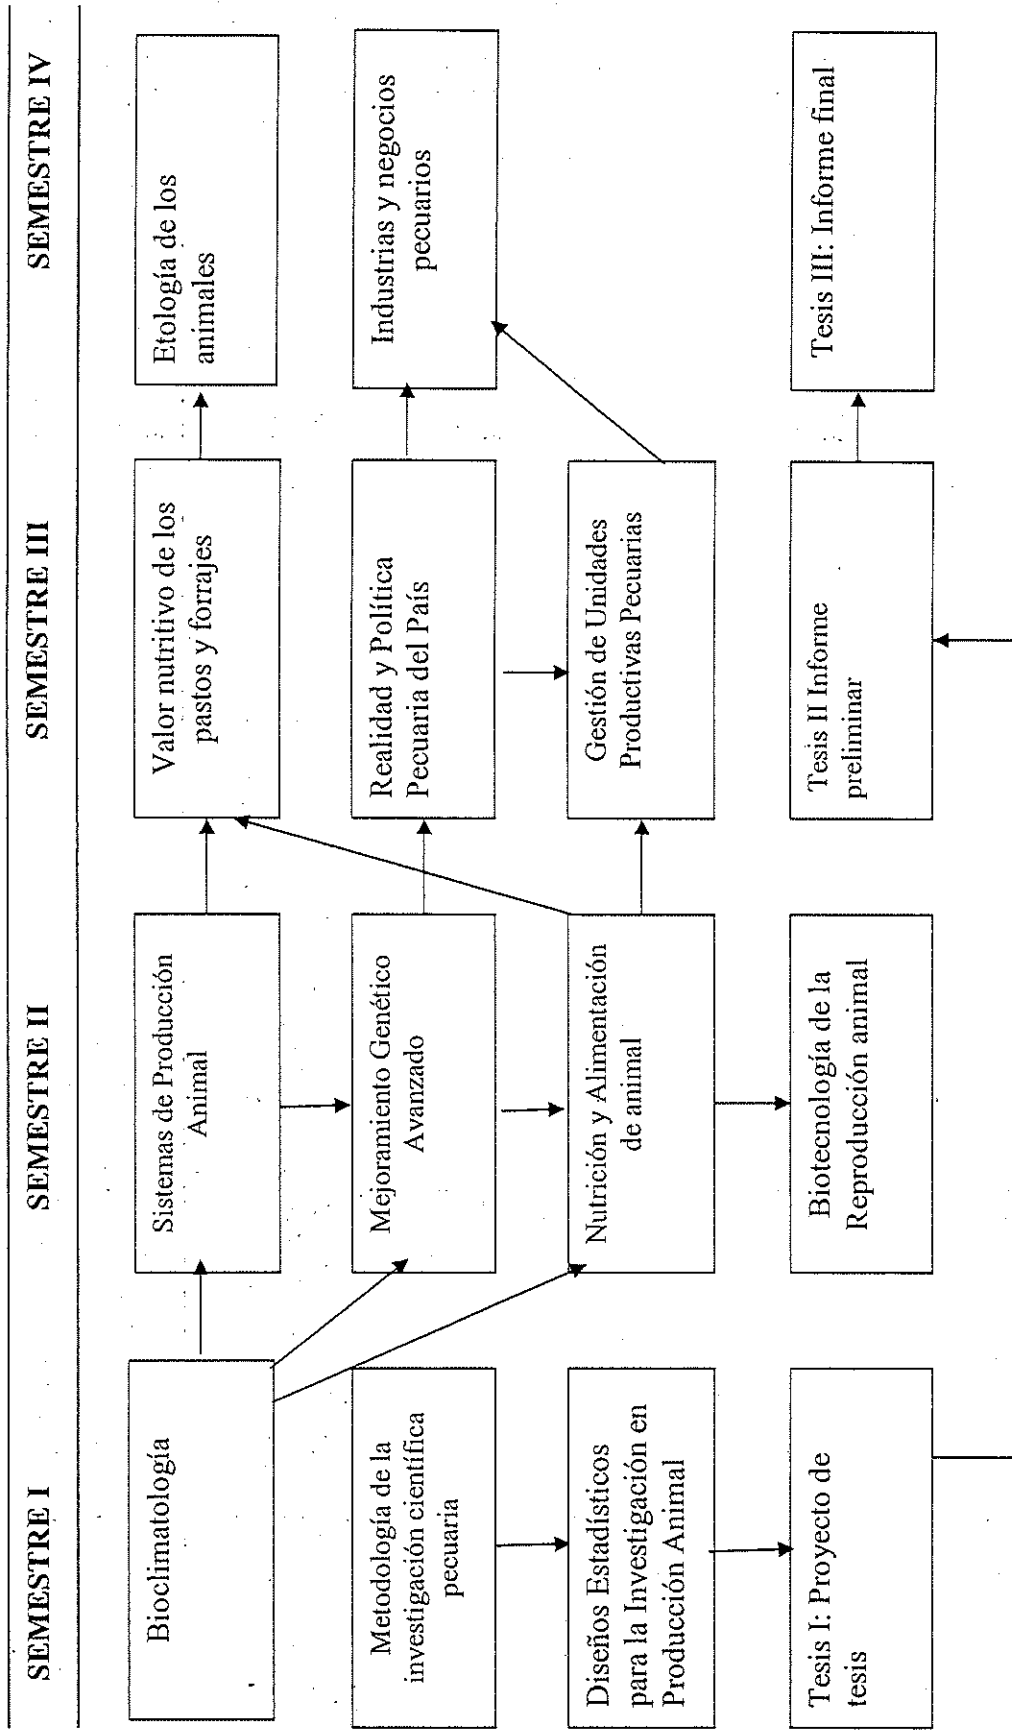 SEMESTRE I
SEMESTRE II
SEMESTRE III
SEMESTRE IV
Bioclimatología
Sistemas de Producción
Animal
Valor nutritivo de los
pastos y forrajes
Etología de los
animales
Metodología de la
investigación científica
pecuaria
Mejoramiento Genético
Avanzado
Realidad y Política
Pecuaria del País
Industrias y negocios
pecuarios
Diseños Estadísticos
para la Investigación en
Producción Animal
Nutrición y Alimentación
de animal
Gestión de Unidades
Productivas Pecuarias
Tesis I: Proyecto de
tesis
Biotecnología de la
Reproducción animal
Tesis II Informe
preliminar
Tesis III: Informe final